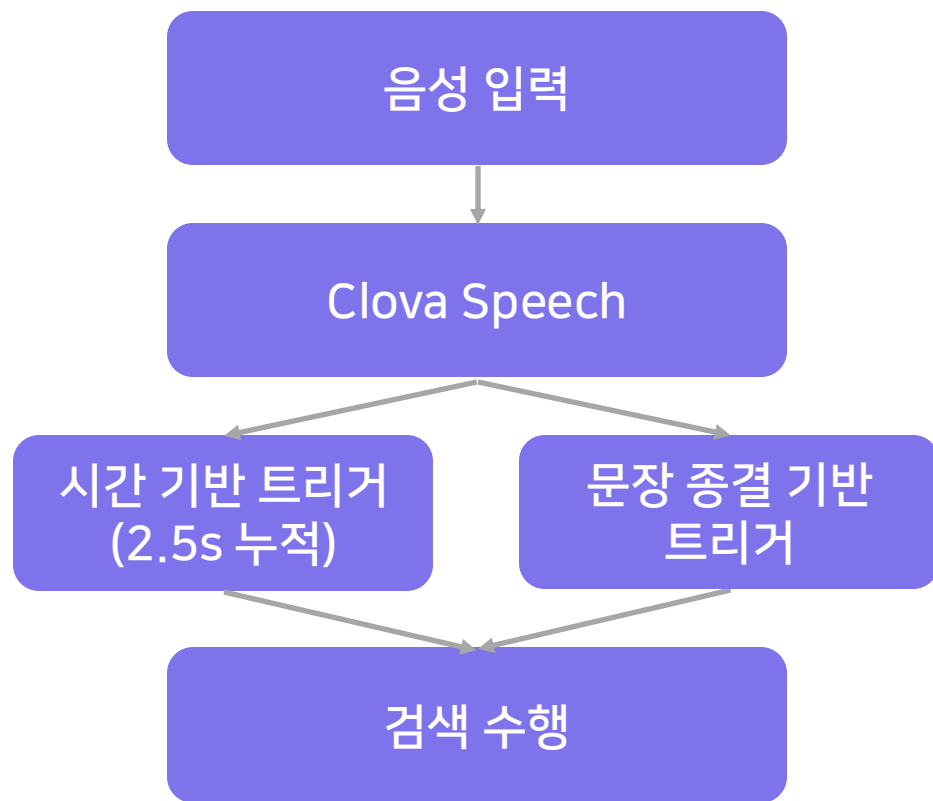 음성 입력
Clova Speech
시간 기반 트리거
(2.5s 누적)
문장 종결 기반
트리거
검색 수행